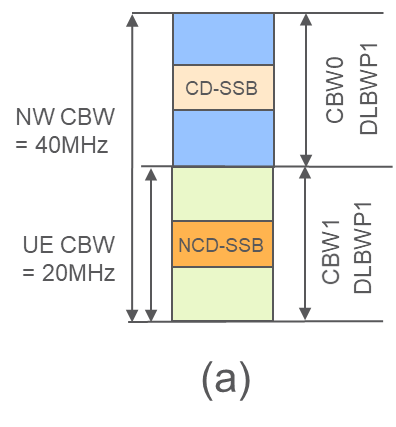 CD-SSB
NW CBW
= 40MHz
CBW0
DLBWP1
UE CBW
= 20MHz
NCD-SSB
CBW1
DLBWP1
(a)